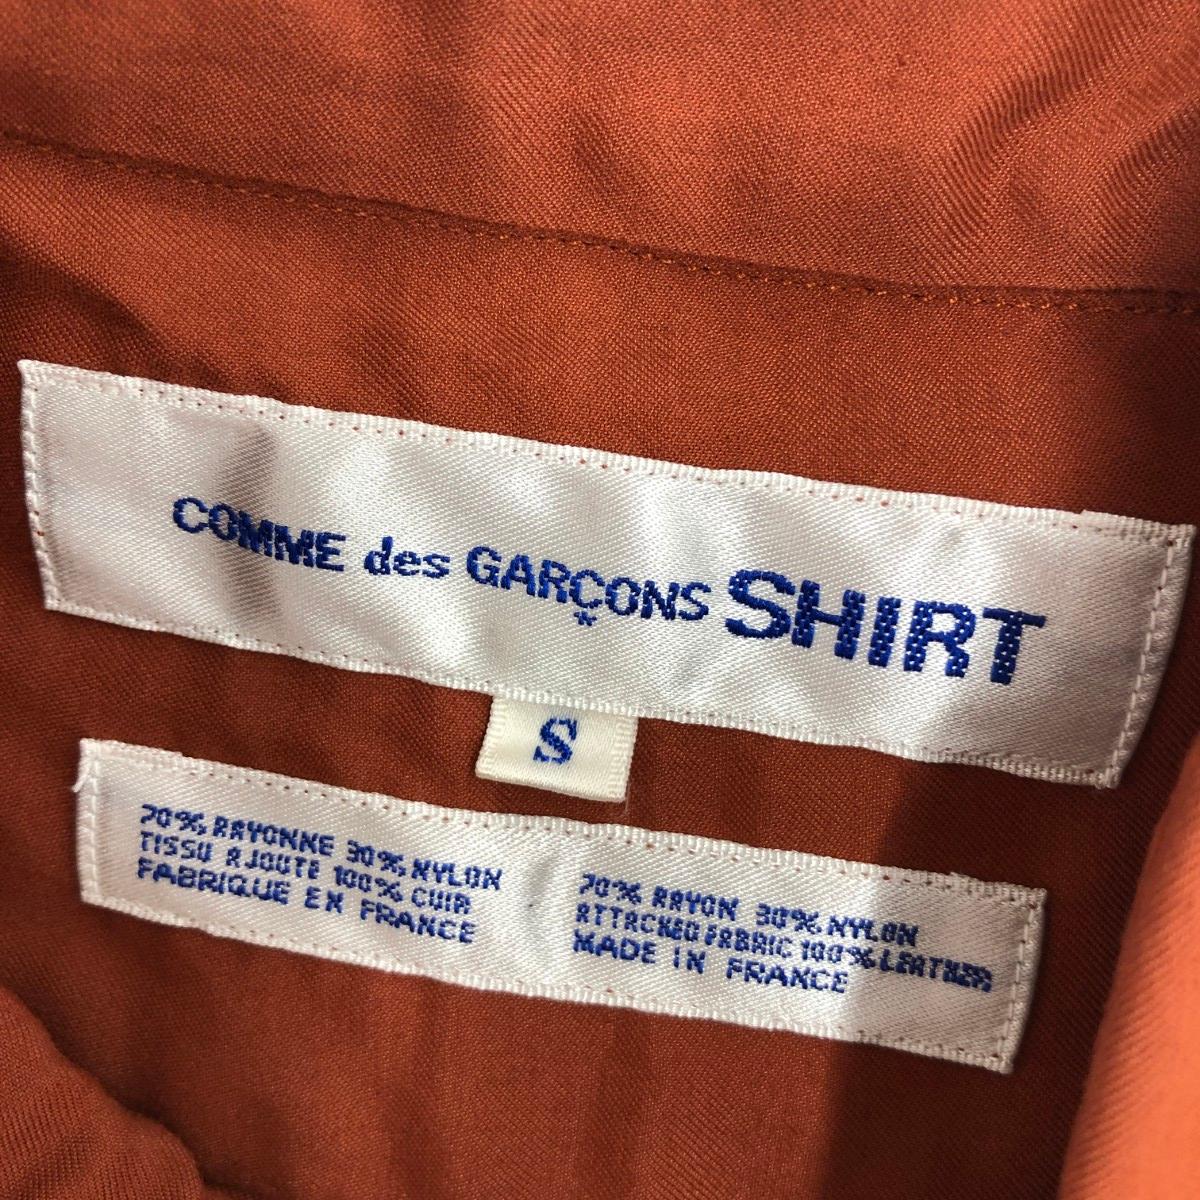 COMME des GARÇONS SHIRT
S
70% RAYONNE 30% NYLON
TISSU AJOUTE 100% CUIR
FABRIQUE EN FRANCE
70% RAYON 30% NYLON
ATTACKED FABRIC 100% LEATHER
MADE IN FRANCE